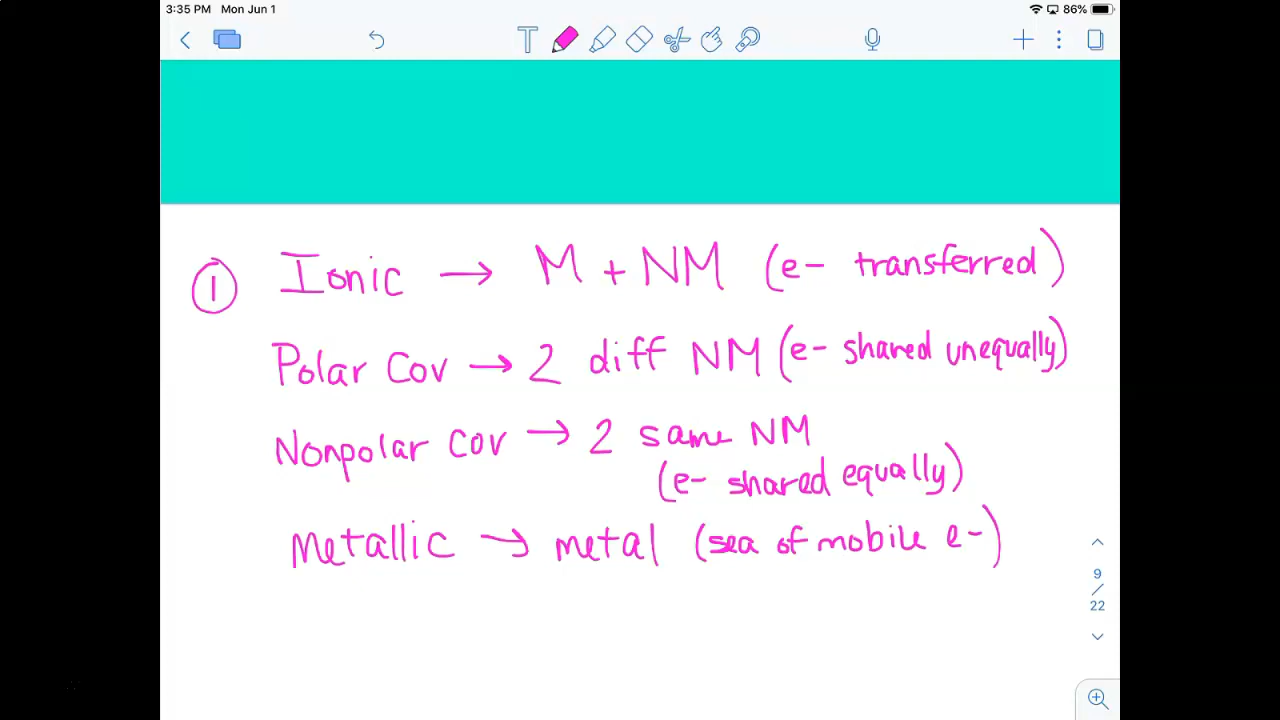 3:35 PM Mon Jun 1 86%
T
① Ionic → M + NM (e- transferred)
Polar Cov → 2 diff NM (e- shared unequally)
Nonpolar Cov → 2 same NM
(e- shared equally)
Metallic → metal (sea of mobile e-)
9
/
22